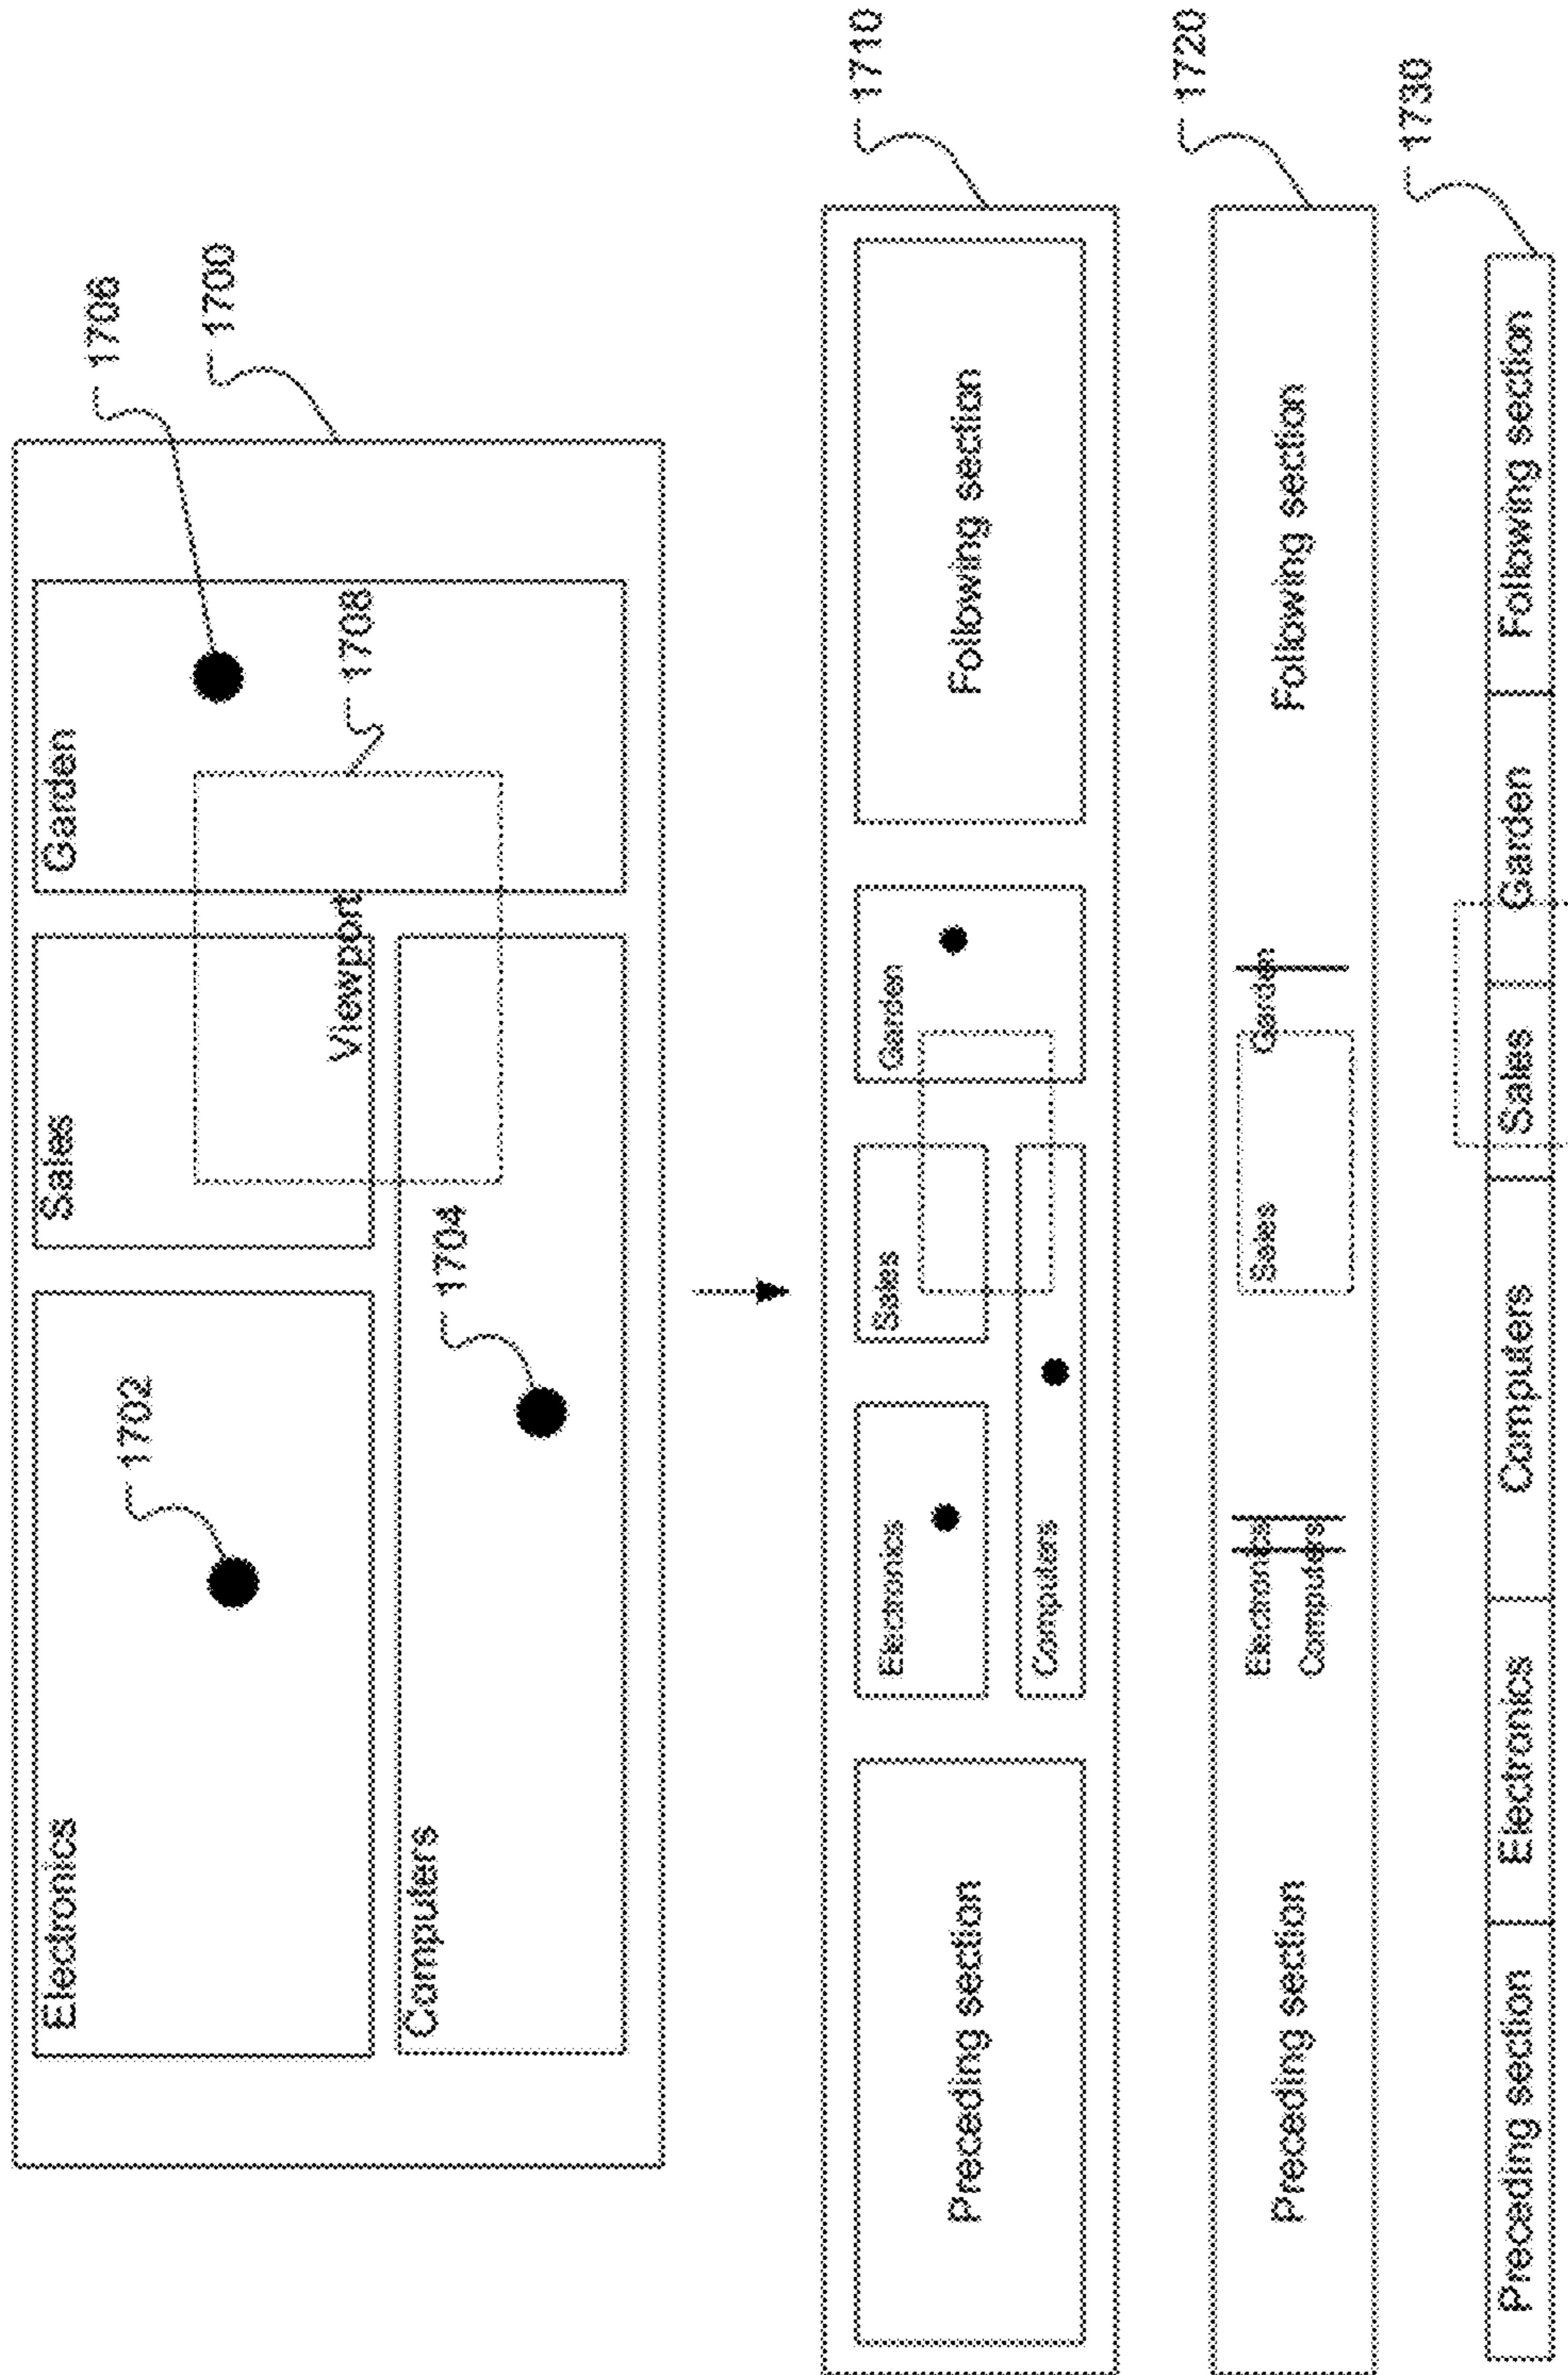 Electronics
Sales
Garden
1706
1702
1700
Viewport
1708
Computers
1704
1710
Preceding section
Electronics
Sales
Garden
Following section
Computers
1720
Preceding section
Electronics
Computers
Sales
Garden
Following section
1730
Preceding section
Electronics
Computers
Sales
Garden
Following section